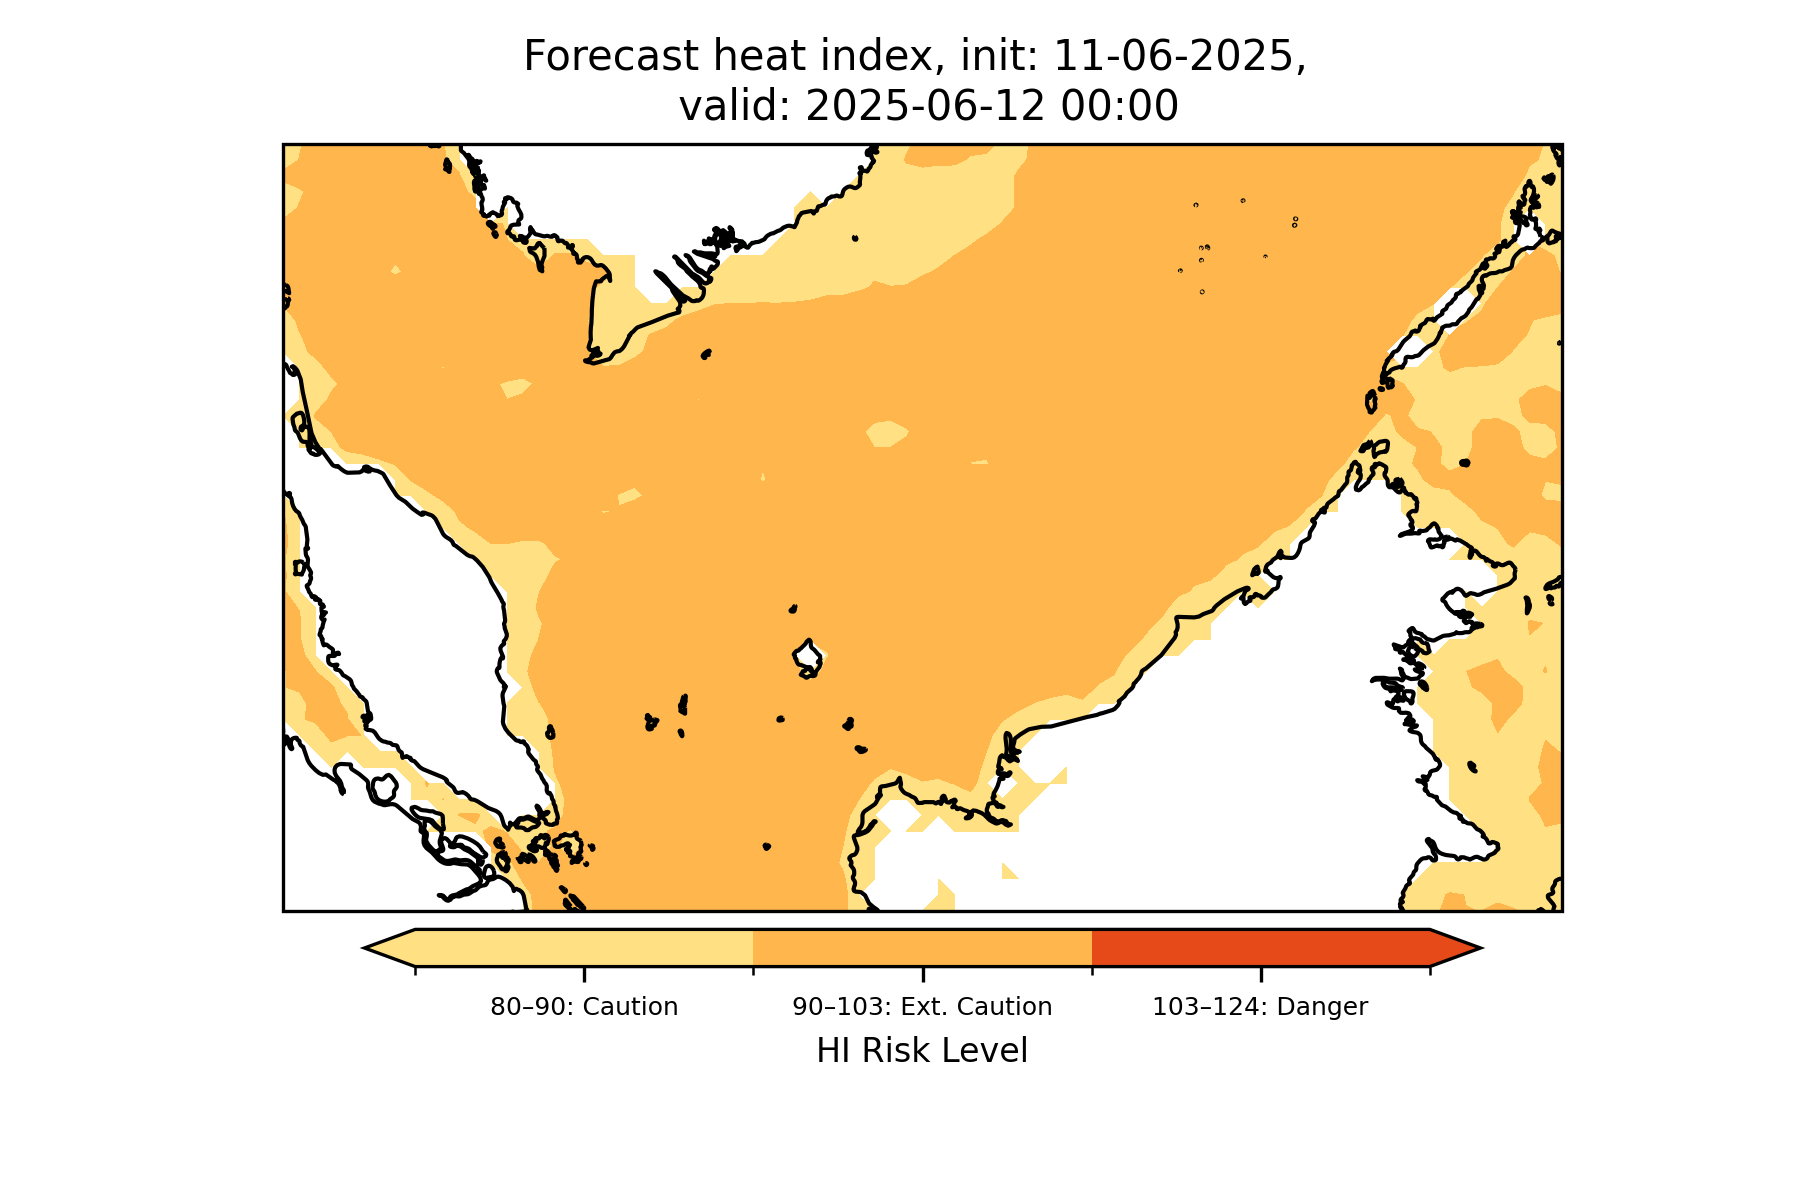 Forecast heat index, init: 11-06-2025,
valid: 2025-06-12 00:00
80–90: Caution
90–103: Ext. Caution
103–124: Danger
HI Risk Level